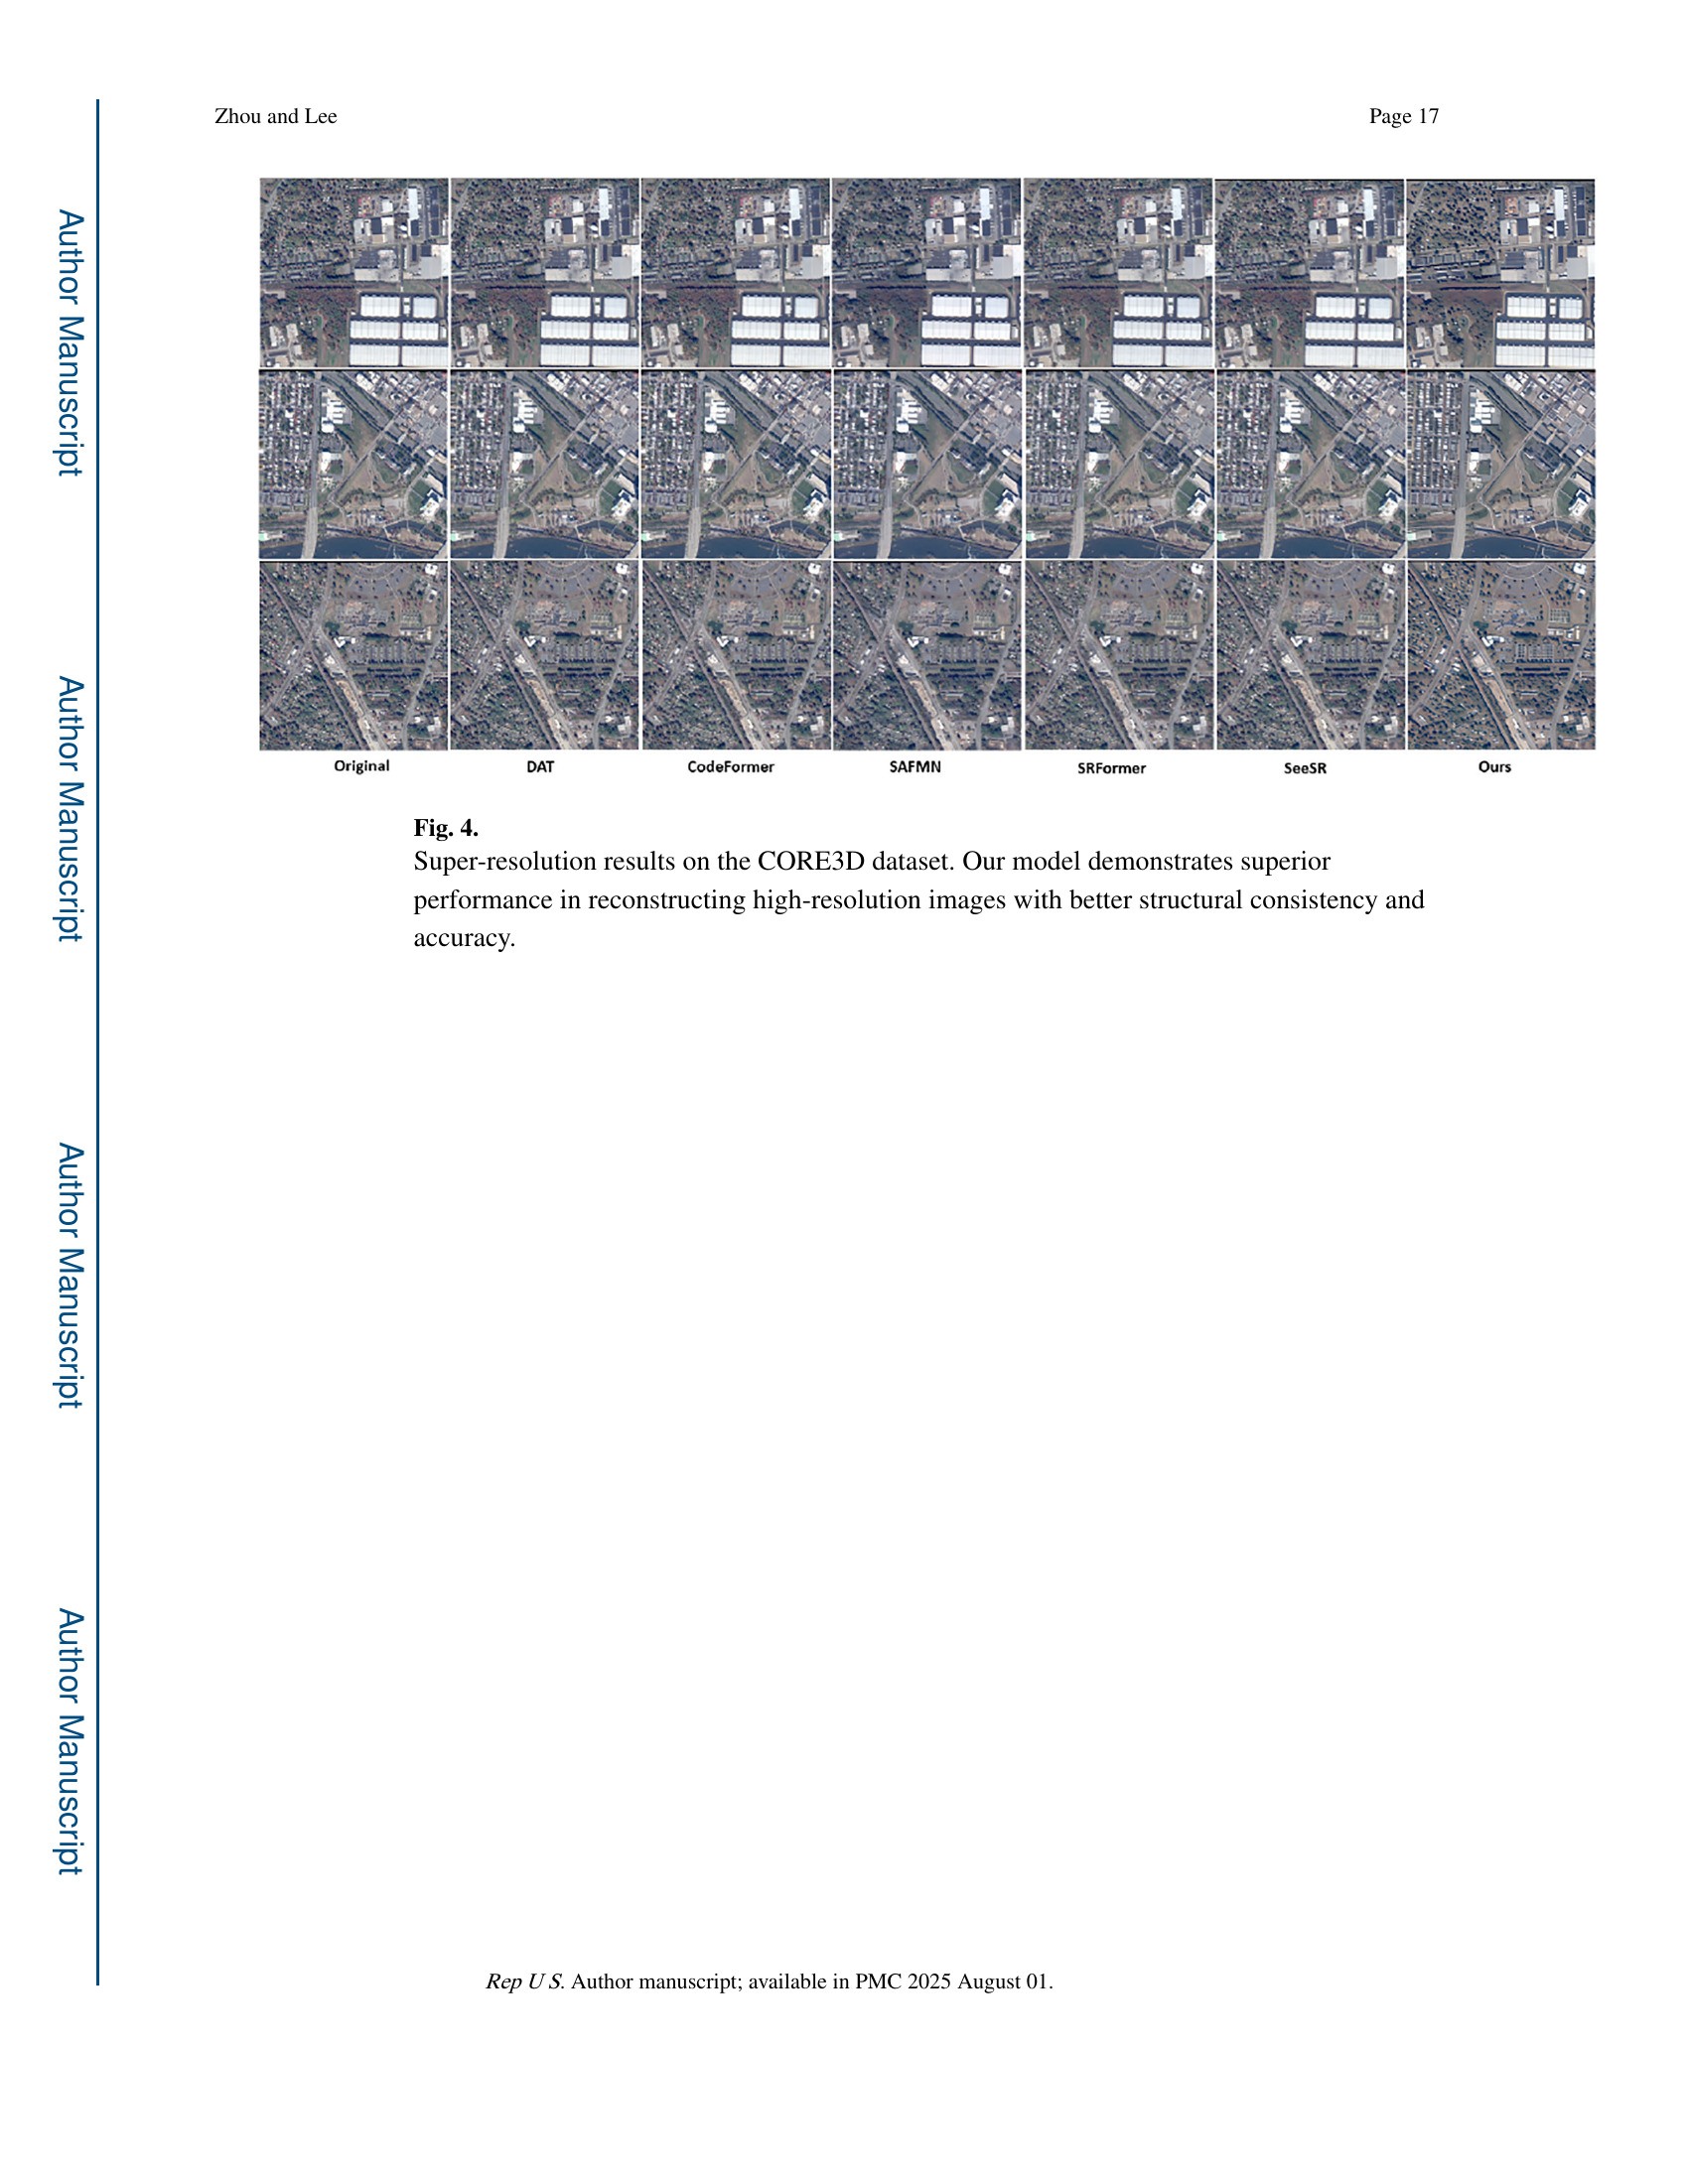 Zhou and Lee
Page 17
Author Manuscript
Author Manuscript
Author Manuscript
Author Manuscript
Original DAT CodeFormer SAFMN SRFormer SeeSR Ours
Fig. 4.
Super-resolution results on the CORE3D dataset. Our model demonstrates superior
performance in reconstructing high-resolution images with better structural consistency and
accuracy.
Rep U S. Author manuscript; available in PMC 2025 August 01.